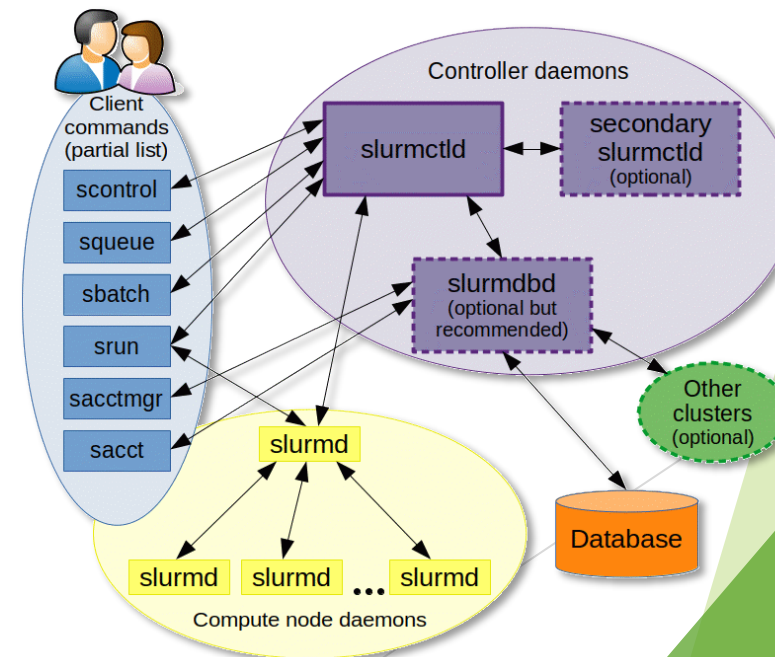 Client
commands
(partial list)
scontrol
squeue
sbatch
srun
sacctmgr
sacct
Controller daemons
slurmctld
secondary
slurmctld
(optional)
slurmdbd
(optional but
recommended)
Other
clusters
(optional)
Database
slurmd
slurmd
slurmd
...
slurmd
Compute node daemons